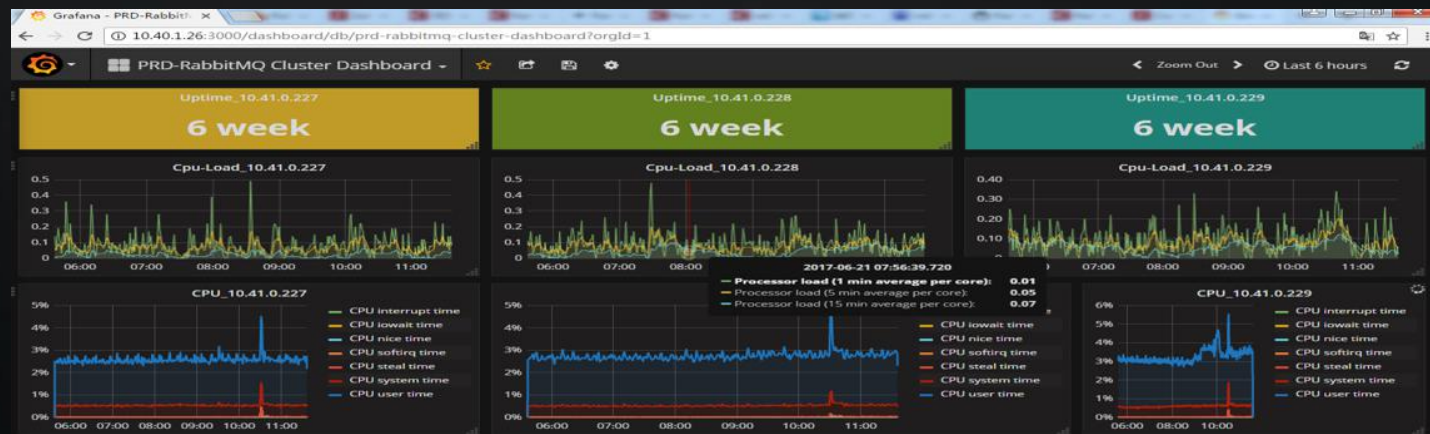 Grafana - PRD-Rabbit
10.40.1.26:3000/dashboard/db/prd-rabbitmq-cluster-dashboard?orgId=1
PRD-RabbitMQ Cluster Dashboard
Zoom Out
Last 6 hours
Uptime_10.41.0.227
Uptime_10.41.0.228
Uptime_10.41.0.229
6 week
6 week
6 week
Cpu-Load_10.41.0.227
0.5
0.4
0.3
0.2
0.1
0
06:00 07:00 08:00 09:00 10:00 11:00
Cpu-Load_10.41.0.228
0.5
0.4
0.3
0.2
0.1
0
06:00 07:00 08:00
Cpu-Load_10.41.0.229
0.40
0.30
0.20
0.10
0
07:00 08:00 09:00 10:00 11:00
2017-06-21 07:56:39.720
Processor load (1 min average per core): 0.01
Processor load (5 min average per core): 0.05
Processor load (15 min average per core): 0.07
CPU_10.41.0.227
5%
4%
3%
2%
1%
0%
06:00 07:00 08:00 09:00 10:00 11:00
CPU interrupt time
CPU iowait time
CPU nice time
CPU softirq time
CPU steal time
CPU system time
CPU user time
5%
4%
3%
2%
1%
0%
06:00 07:00 08:00 09:00 10:00 11:00
CPU iowait time
CPU nice time
CPU softirq time
CPU steal time
CPU system time
CPU user time
CPU_10.41.0.229
6%
5%
4%
3%
2%
1%
0%
06:00 08:00 10:00
CPU interrupt time
CPU iowait time
CPU nice time
CPU softirq time
CPU steal time
CPU system time
CPU user time